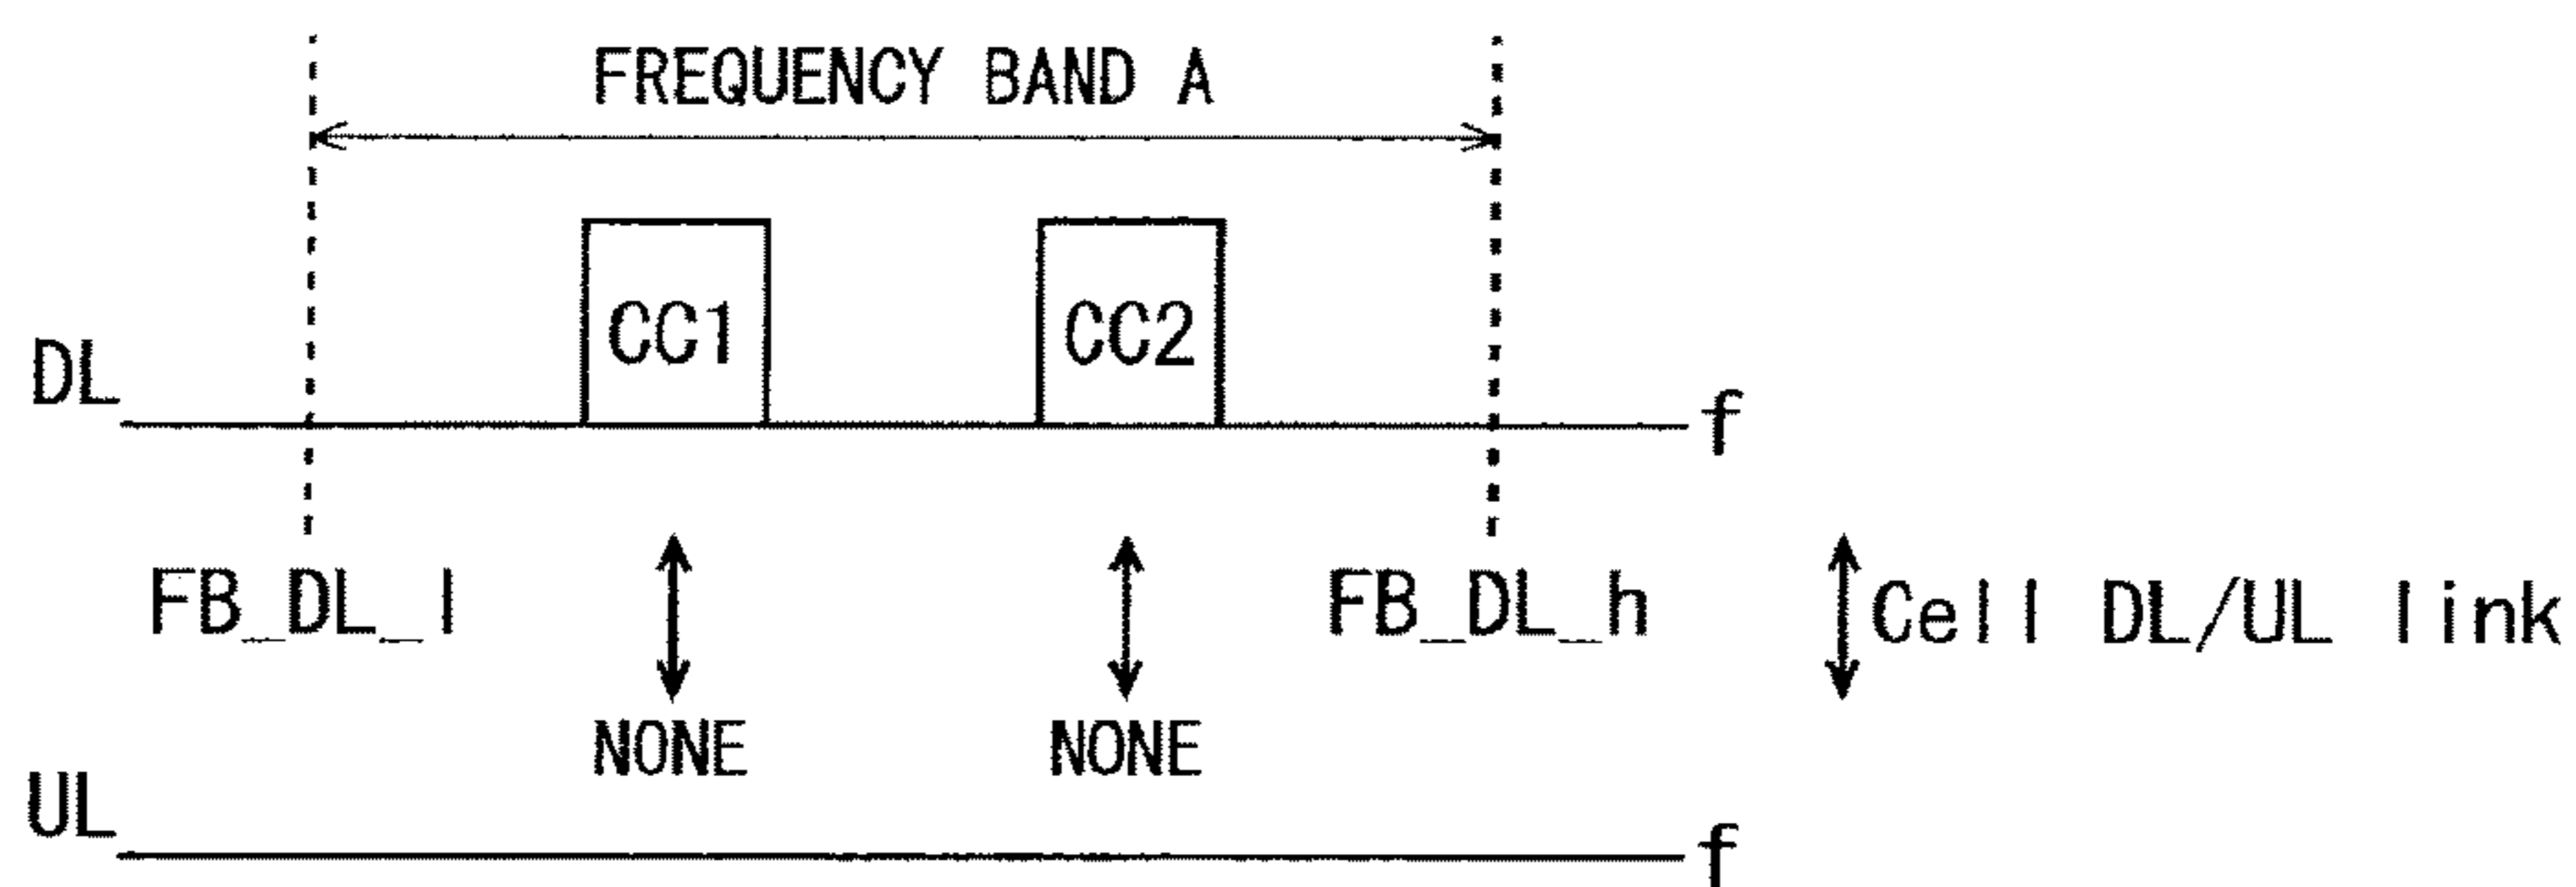 FREQUENCY BAND A
CC1 CC2
DL f
FB_DL_l FB_DL_h Cell DL/UL link
NONE NONE
UL f